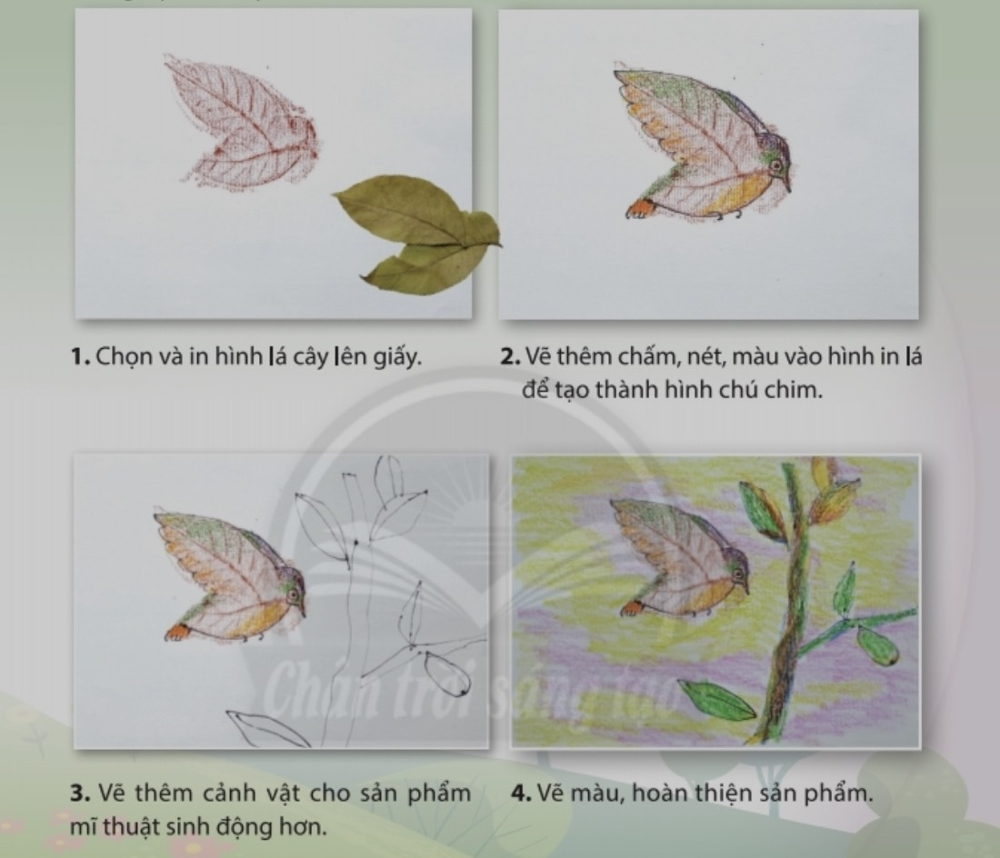 1. Chọn và in hình lá cây lên giấy.
2. Vẽ thêm chấm, nét, màu vào hình in lá
để tạo thành hình chú chim.
Chân trời sáng tạo
3. Vẽ thêm cảnh vật cho sản phẩm
mĩ thuật sinh động hơn.
4. Vẽ màu, hoàn thiện sản phẩm.